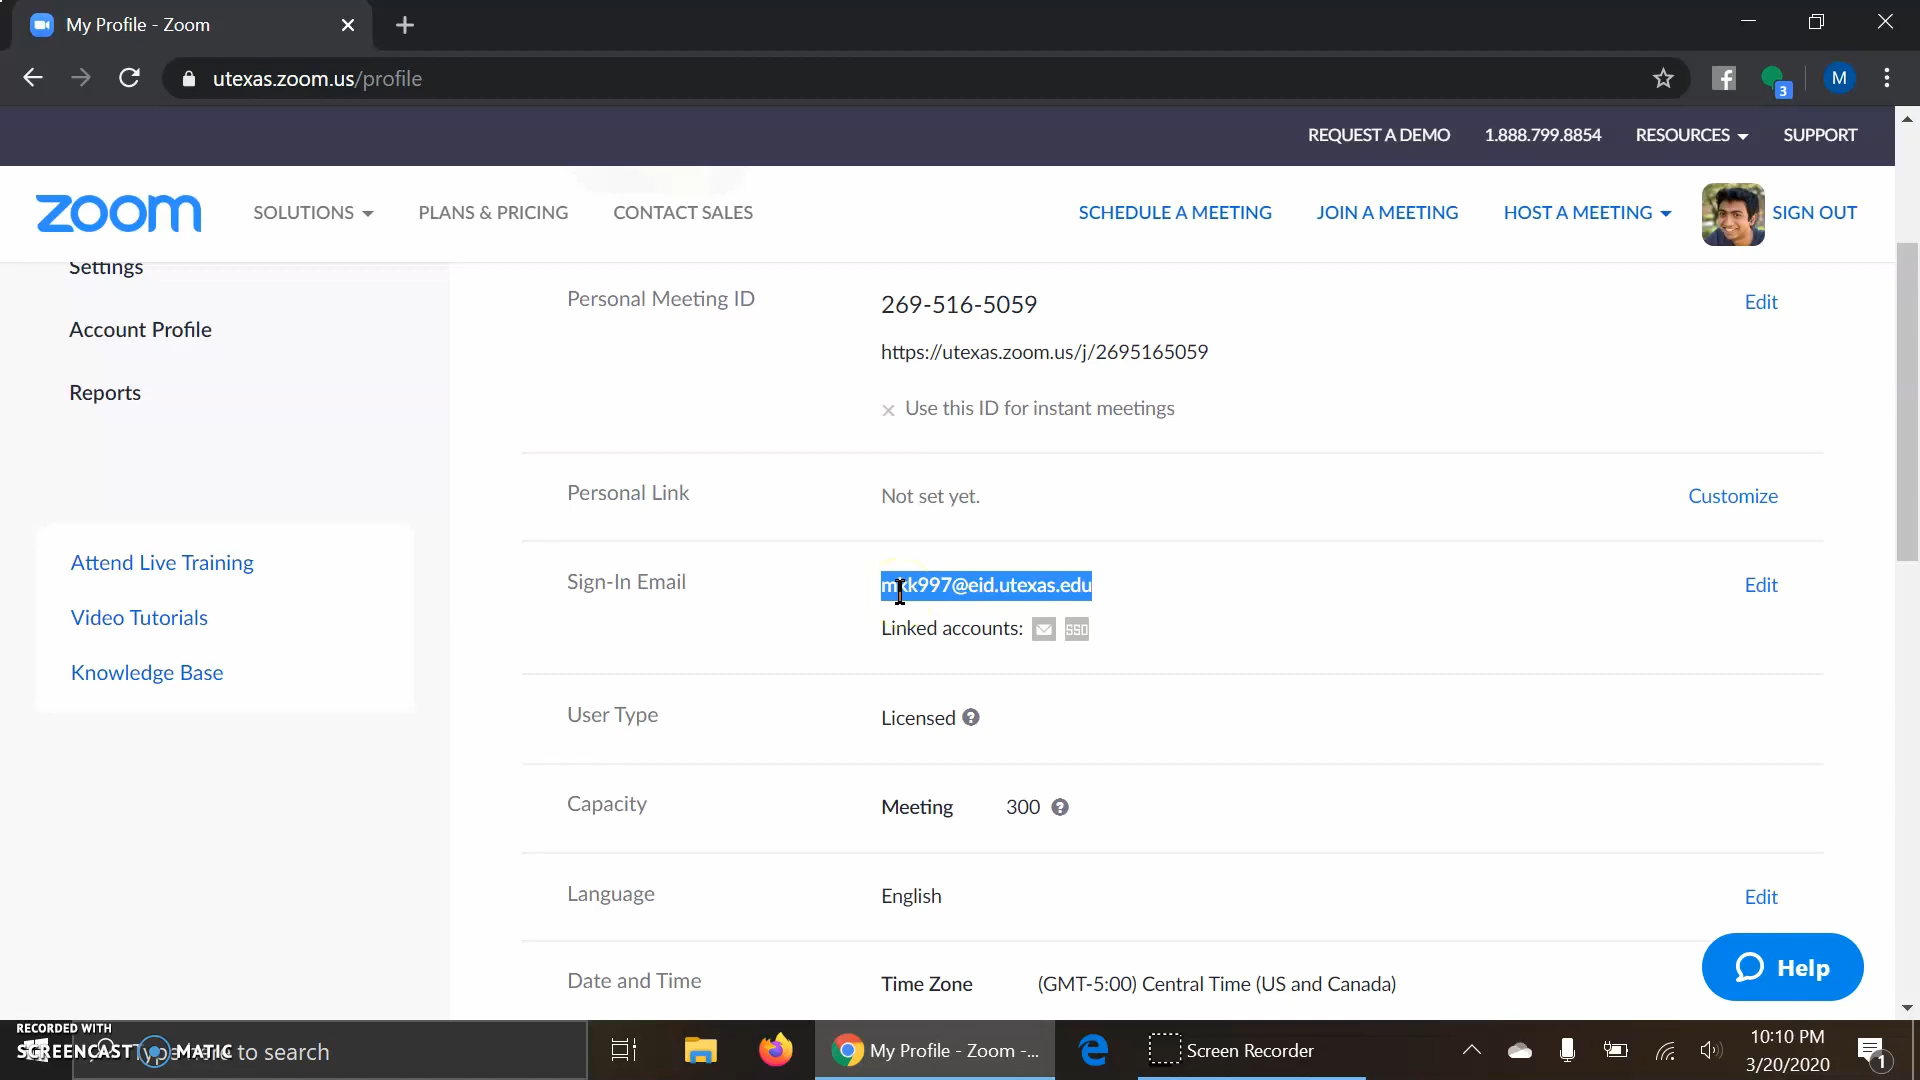 My Profile - Zoom
utexas.zoom.us/profile
M
3
REQUEST A DEMO 1.888.799.8854 RESOURCES SUPPORT
zoom SOLUTIONS PLANS & PRICING CONTACT SALES SCHEDULE A MEETING JOIN A MEETING HOST A MEETING SIGN OUT
Settings
Account Profile
Reports
Attend Live Training
Video Tutorials
Knowledge Base
Personal Meeting ID 269-516-5059 Edit
https://utexas.zoom.us/j/2695165059
× Use this ID for instant meetings
Personal Link Not set yet. Customize
Sign-In Email mkk997@eid.utexas.edu Edit
Linked accounts: SSO
User Type Licensed ?
Capacity Meeting 300 ?
Language English Edit
Date and Time Time Zone (GMT-5:00) Central Time (US and Canada)
Help
RECORDED WITH
SCREENCAST MATIC
to search
My Profile - Zoom -...
Screen Recorder
10:10 PM
3/20/2020
1